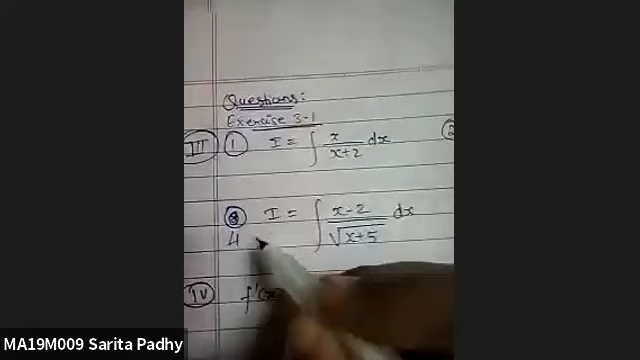 Questions:
Exercise 3-1
III ① I = ∫ x/(x+2) dx
I = ∫ (x-2)/√(x+5) dx
4
IV f'(x
MA19M009 Sarita Padhy